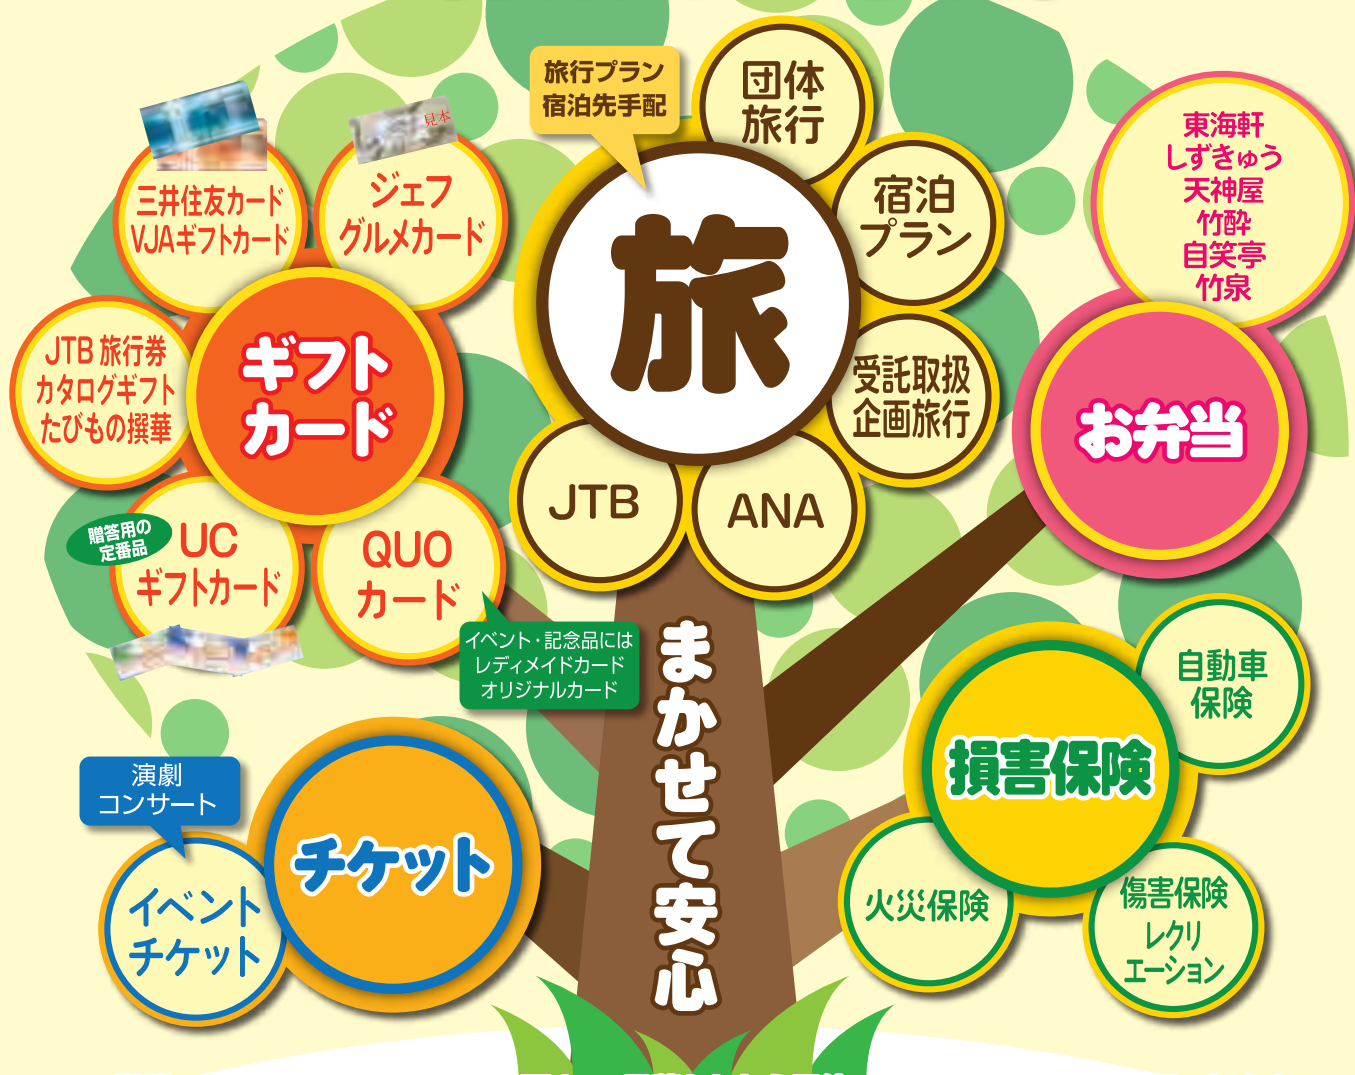 旅行プラン
宿泊先手配
団体
旅行
宿泊
プラン
受託取扱
企画旅行
旅
JTB
ANA
三井住友カード
VJAギフトカード
見本
ジェフ
グルメカード
JTB 旅行券
カタログギフト
たびもの撰華
ギフト
カード
贈答用の
定番品
UC
ギフトカード
QUO
カード
イベント・記念品には
レディメイドカード
オリジナルカード
東海軒
しずきゅう
天神屋
竹酔
自笑亭
竹泉
お弁当
まかせて安心
自動車
保険
損害保険
火災保険
傷害保険
レクリ
エーション
演劇
コンサート
イベント
チケット
チケット